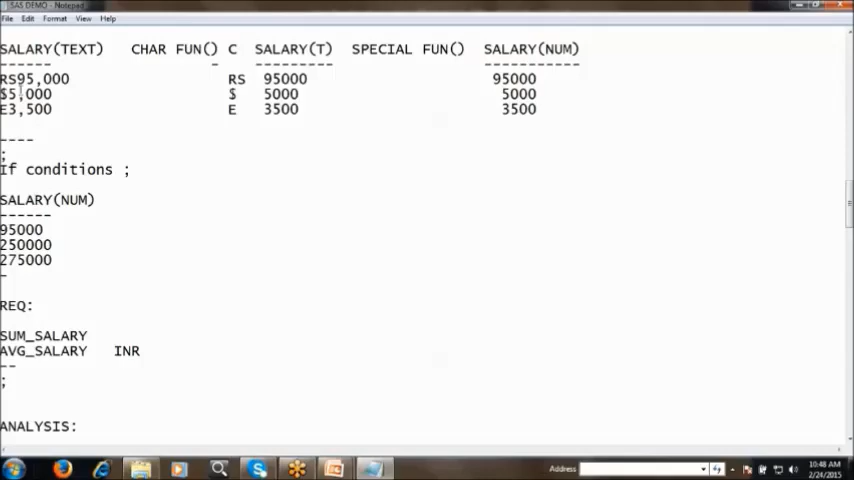 SAS DEMO - Notepad
File Edit Format View Help
SALARY(TEXT) CHAR FUN() C SALARY(T) SPECIAL FUN() SALARY(NUM)
------ - --------- -----------
RS95,000 RS 95000 95000
$5,000 $ 5000 5000
E3,500 E 3500 3500
----
;
If conditions ;
SALARY(NUM)
------
95000
250000
275000
-
REQ:
SUM_SALARY
AVG_SALARY INR
--
;
ANALYSIS:
Address
10:48 AM
2/24/2015